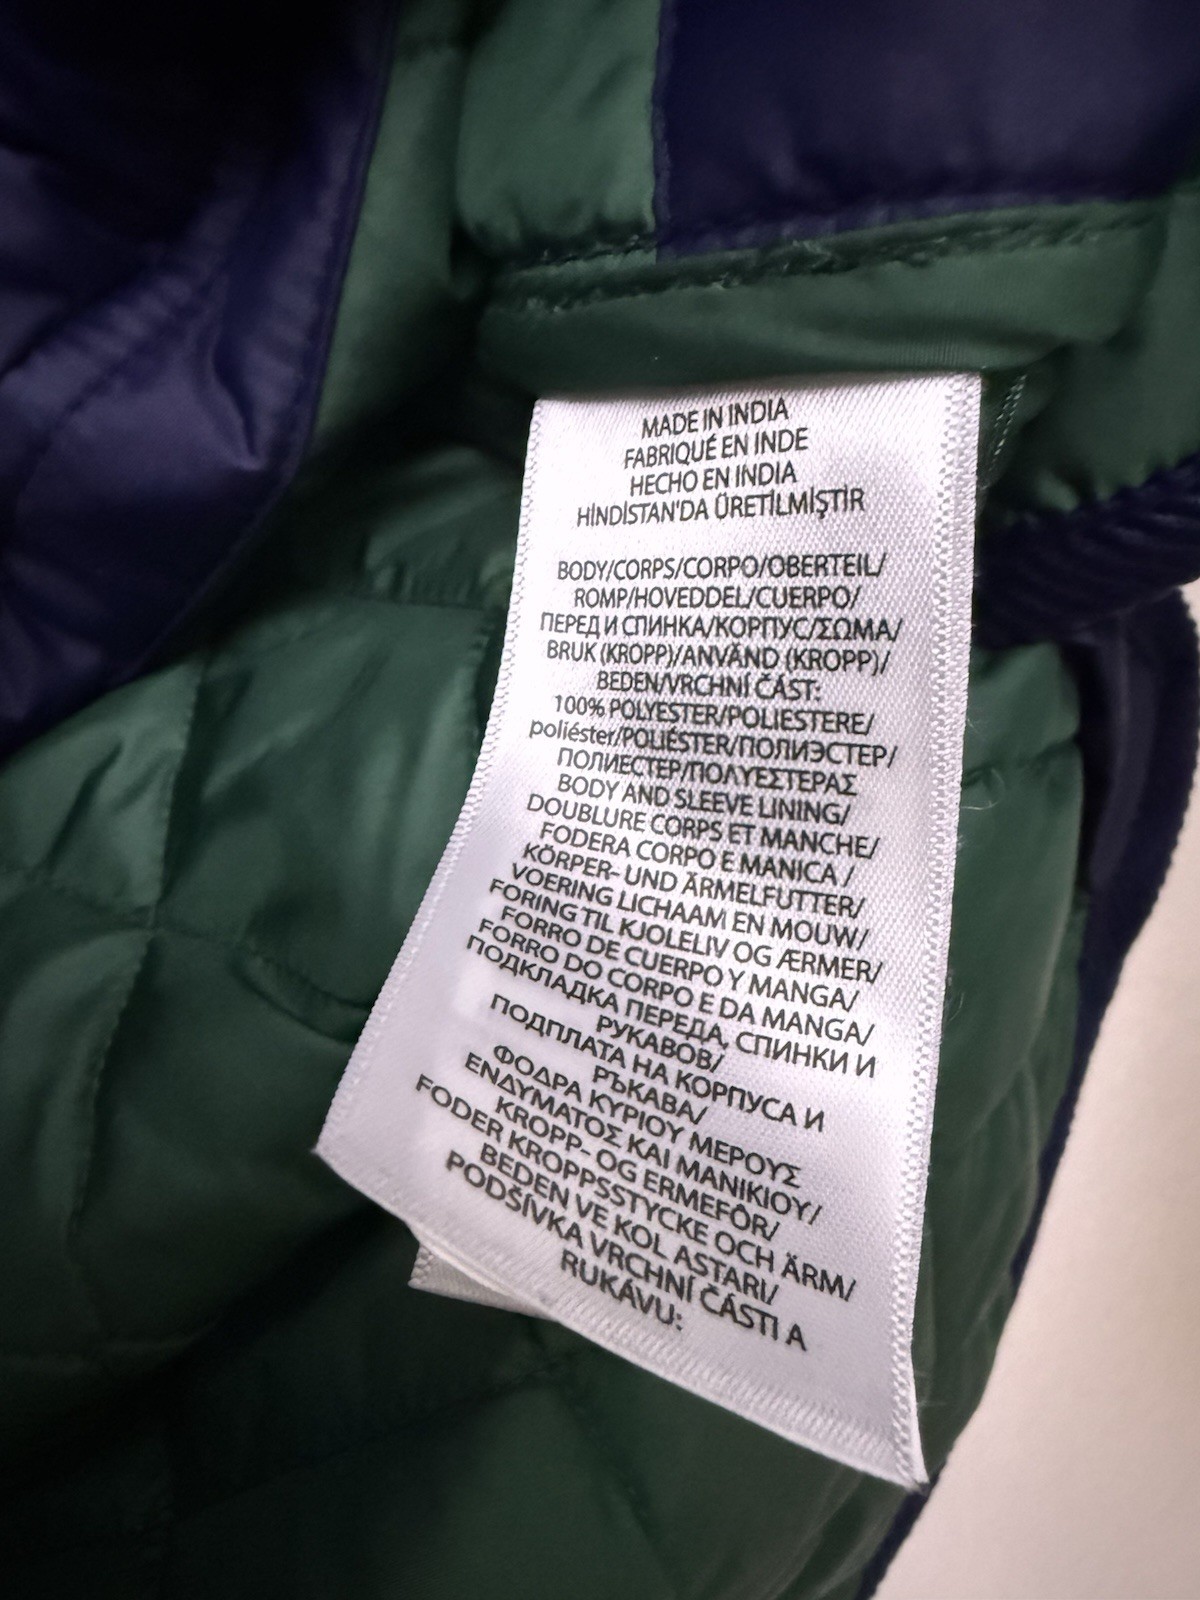 MADE IN INDIA
FABRIQUÉ EN INDE
HECHO EN INDIA
HİNDİSTAN'DA ÜRETİLMİŞTİR
BODY/CORPS/CORPO/OBERTEIL/
ROMP/HOVEDDEL/CUERPO/
ПЕРЕД И СПИНКА/КОРПУС/ΣΩΜΑ/
BRUK (KROPP)/ANVÄND (KROPP)/
BEDEN/VRCHNÍ ČÁST:
100% POLYESTER/POLIESTERE/
poliéster/POLIÉSTER/ПОЛИЭСТЕР/
ПОЛИЕСТЕР/ΠΟΛΥΕΣΤΕΡΑΣ
BODY AND SLEEVE LINING/
DOUBLURE CORPS ET MANCHE/
FODERA CORPO E MANICA /
KÖRPER- UND ÄRMELFUTTER/
VOERING LICHAAM EN MOUW/
FORING TIL KJOLELIV OG ÆRMER/
FORRO DE CUERPO Y MANGA/
FORRO DO CORPO E DA MANGA/
ПОДКЛАДКА ПЕРЕДА, СПИНКИ И
РУКАВОВ/
ПОДПЛАТА НА КОРПУСА И
РЪКАВА/
ΦΟΔΡΑ ΚΥΡΙΟΥ ΜΕΡΟΥΣ
ΕΝΔΥΜΑΤΟΣ ΚΑΙ ΜΑΝΙΚΙΟΥ/
KROPP- OG ERMEFÔR/
FODER KROPPSSTYCKE OCH ÄRM/
BEDEN VE KOL ASTARI/
PODŠÍVKA VRCHNÍ ČÁSTI A
RUKÁVU: